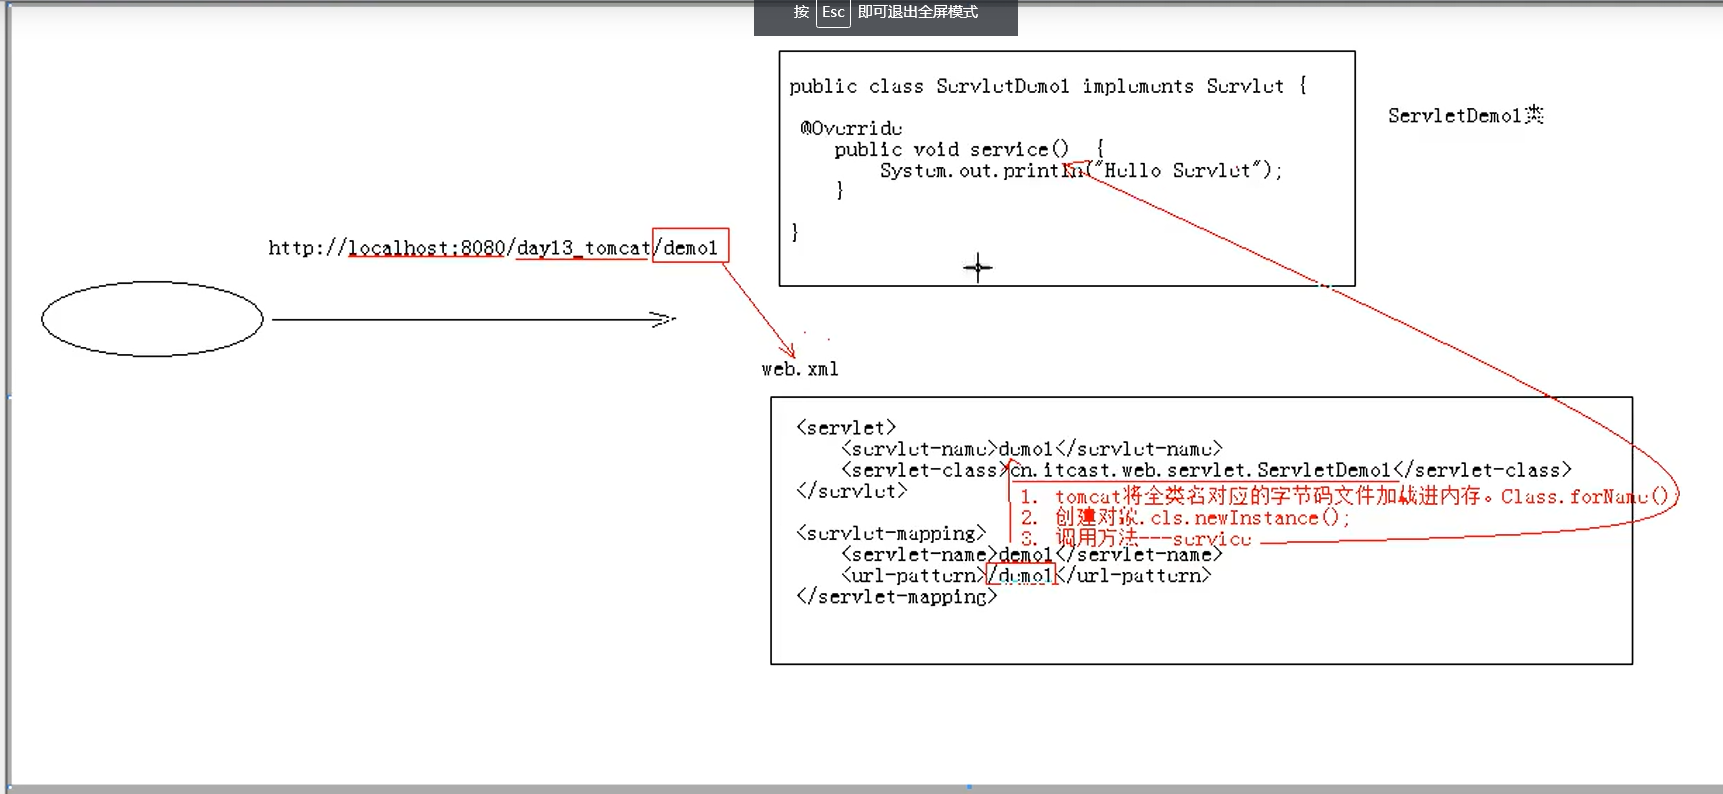 按 Esc 即可退出全屏模式
public class ServletDemo1 implements Servlet {
@Override
public void service() {
System.out.println("Hello Servlet");
}
}
ServletDemo1类
http://localhost:8080/day13_tomcat/demo1
web.xml
<servlet>
<servlet-name>demo1</servlet-name>
<servlet-class>cn.itcast.web.servlet.ServletDemo1</servlet-class>
</servlet>
1. tomcat将全类名对应的字节码文件加载进内存。Class.forName();
2. 创建对象.cls.newInstance();
3. 调用方法---service
<servlet-mapping>
<servlet-name>demo1</servlet-name>
<url-pattern>/demo1</url-pattern>
</servlet-mapping>